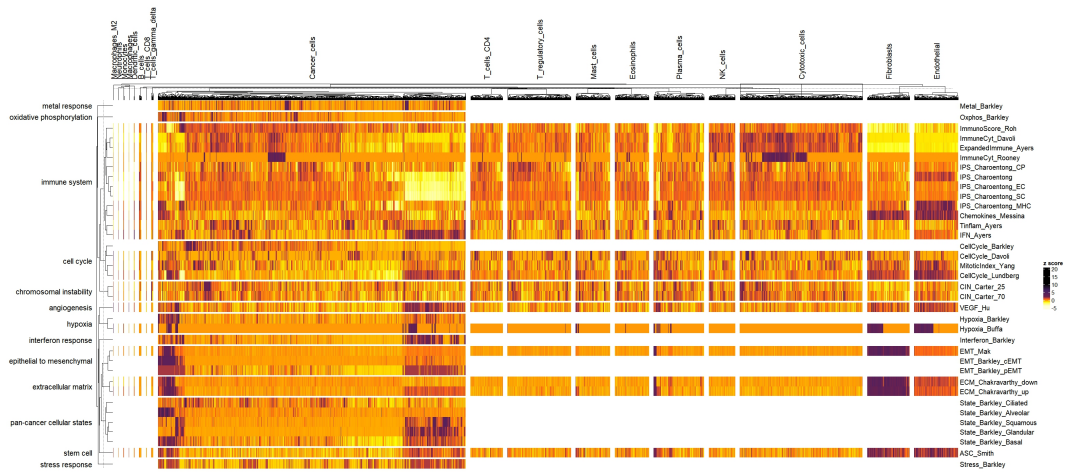 Macrophages_M2
Neutrophils
Monocytes
Macrophages
Dendritic_cells
B_cells
T_cells_CD8
T_cells_gamma_delta
Cancer_cells
T_cells_CD4
T_regulatory_cells
Mast_cells
Eosinophils
Plasma_cells
NK_cells
Cytotoxic_cells
Fibroblasts
Endothelial
metal response
Metal_Barkley
oxidative phosphorylation
Oxphos_Barkley
immune system
ImmunoScore_Roh
ImmuneCyt_Davoli
ExpandedImmune_Ayers
ImmuneCyt_Rooney
IPS_Charoentong_CP
IPS_Charoentong
IPS_Charoentong_EC
IPS_Charoentong_SC
IPS_Charoentong_MHC
Chemokines_Messina
Tinflam_Ayers
IFN_Ayers
cell cycle
CellCycle_Barkley
CellCycle_Davoli
MitoticIndex_Yang
CellCycle_Lundberg
chromosomal instability
CIN_Carter_25
CIN_Carter_70
angiogenesis
VEGF_Hu
hypoxia
Hypoxia_Barkley
Hypoxia_Buffa
interferon response
Interferon_Barkley
epithelial to mesenchymal
EMT_Mak
EMT_Barkley_cEMT
EMT_Barkley_pEMT
extracellular matrix
ECM_Chakravarthy_down
ECM_Chakravarthy_up
pan-cancer cellular states
State_Barkley_Ciliated
State_Barkley_Alveolar
State_Barkley_Squamous
State_Barkley_Glandular
State_Barkley_Basal
stem cell
ASC_Smith
stress response
Stress_Barkley
z score
20
15
10
5
0
-5